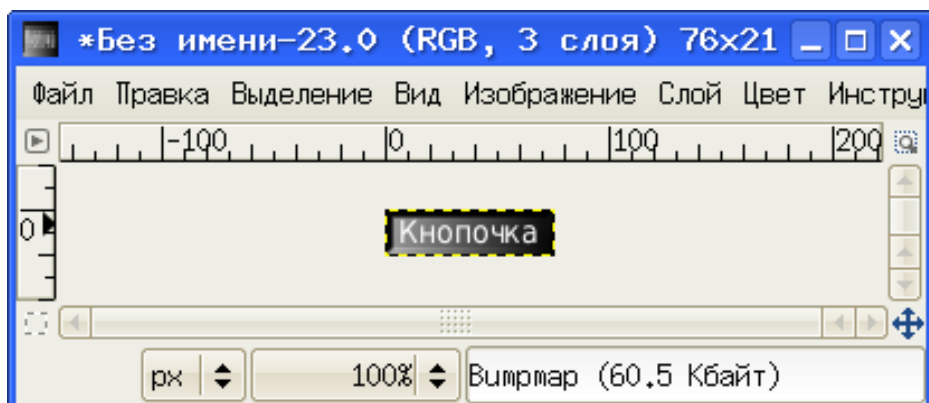 *Без имени-23.0 (RGB, 3 слоя) 76x21
Файл Правка Выделение Вид Изображение Слой Цвет Инстру
-100 0 100 200
0
Кнопочка
px 100% Bumpmap (60.5 Кбайт)